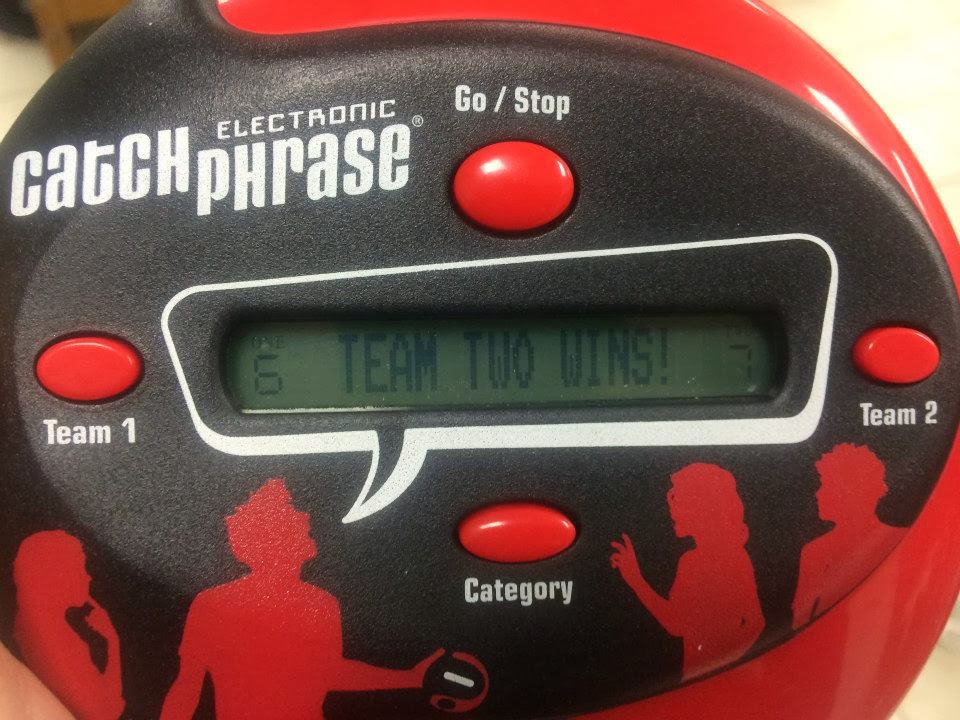 Go / Stop
ELECTRONIC
CATCH PHRASE®
6 TEAM TWO WINS! 7
Team 1
Team 2
Category